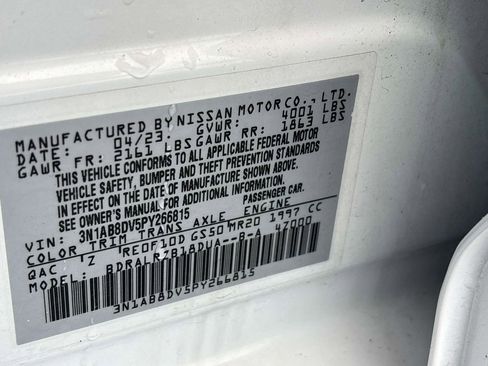 MANUFACTURED BY NISSAN MOTOR CO., LTD.
DATE: 04/23 GVWR: 4001 LBS
GAWR FR: 2161 LBS GAWR RR: 1863 LBS
THIS VEHICLE CONFORMS TO ALL APPLICABLE FEDERAL MOTOR
VEHICLE SAFETY, BUMPER AND THEFT PREVENTION STANDARDS
IN EFFECT ON THE DATE OF MANUFACTURE SHOWN ABOVE.
SEE OWNER'S MANUAL FOR ADDITIONAL INFORMATION.
VIN: 3N1AB8DV5PY266815 PASSENGER CAR.
COLOR TRIM TRANS AXLE ENGINE
QAC Z RE0F10D GS50 MR20 1997 CC
MODEL: BDRALRZB18DUA--B-A 47000
3N1AB8DV5PY266815